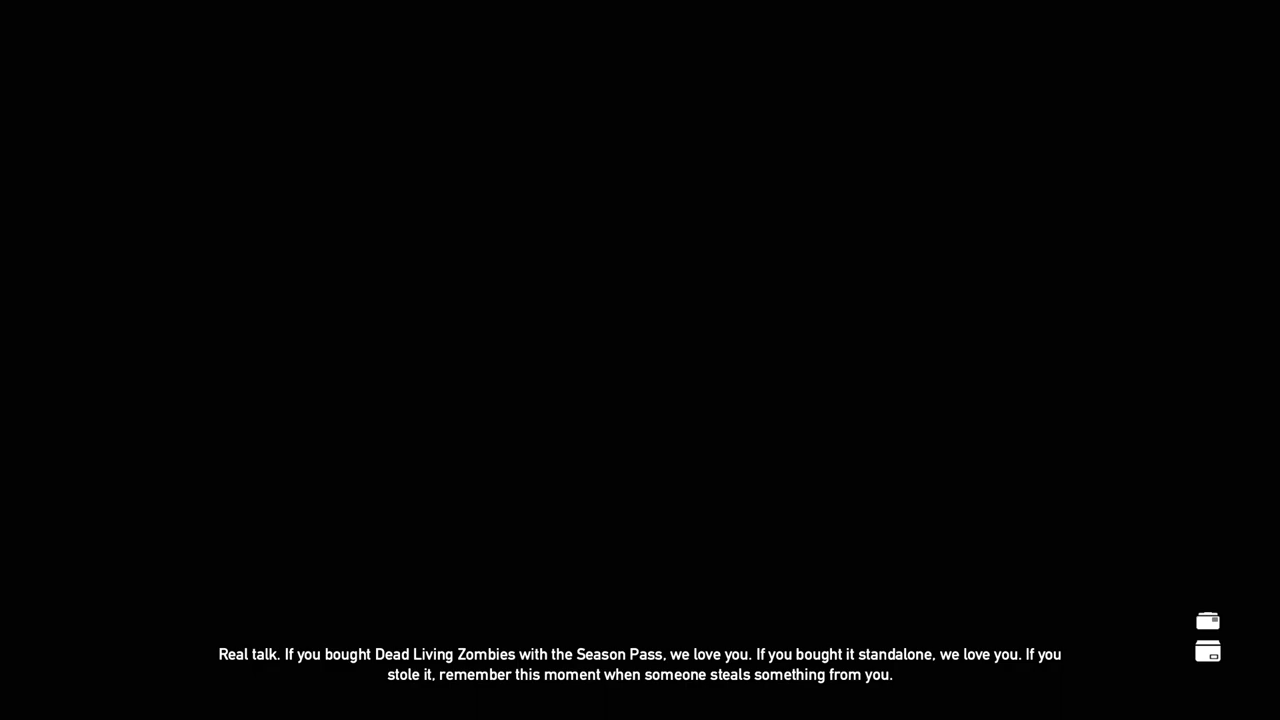 Real talk. If you bought Dead Living Zombies with the Season Pass, we love you. If you bought it standalone, we love you. If you
stole it, remember this moment when someone steals something from you.